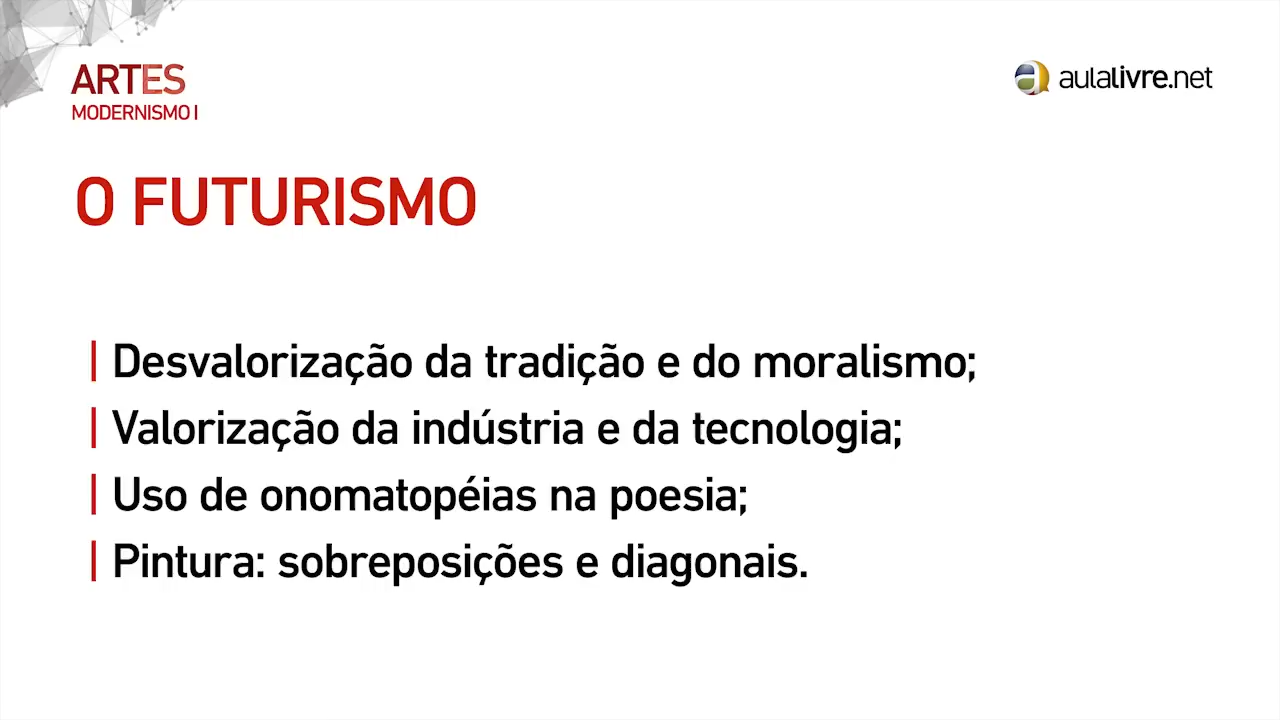 ARTES
aulalivre.net
MODERNISMO I
O FUTURISMO
Desvalorização da tradição e do moralismo;
Valorização da indústria e da tecnologia;
Uso de onomatopéias na poesia;
Pintura: sobreposições e diagonais.